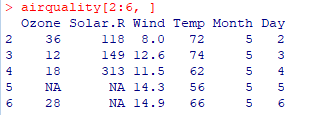 > airquality[2:6, ]
  Ozone Solar.R Wind Temp Month Day
2    36     118  8.0   72     5   2
3    12     149 12.6   74     5   3
4    18     313 11.5   62     5   4
5    NA      NA 14.3   56     5   5
6    28      NA 14.9   66     5   6